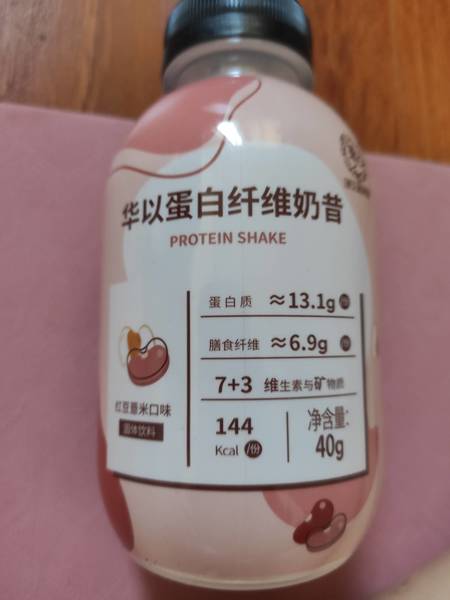 华以蛋白纤维奶昔
PROTEIN SHAKE
蛋白质 ≈13.1g /份
膳食纤维 ≈6.9g /份
7+3 维生素与矿物质
红豆薏米口味
固体饮料
144
Kcal /份
净含量:
40g